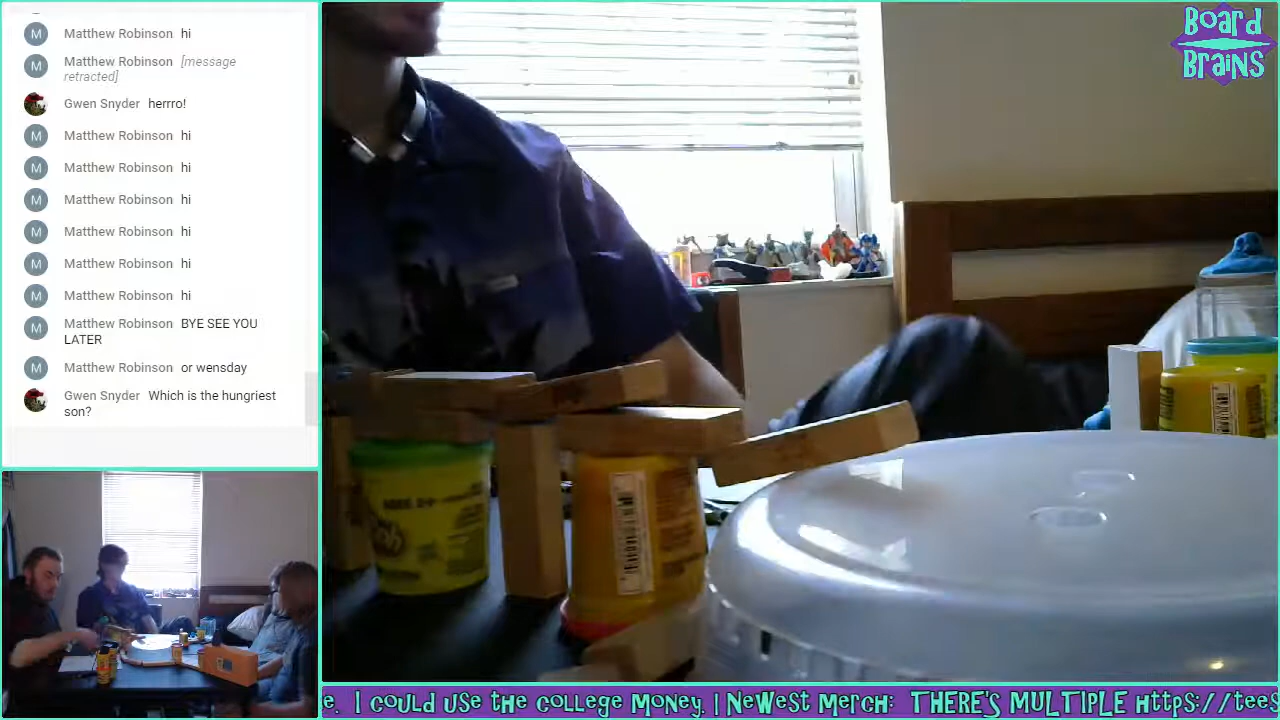 Matthew Robinson hi
Matthew Robinson [message
retracted]
Gwen Snyder Harro!
Matthew Robinson hi
Matthew Robinson hi
Matthew Robinson hi
Matthew Robinson hi
Matthew Robinson hi
Matthew Robinson hi
Matthew Robinson BYE SEE YOU
LATER
Matthew Robinson or wensday
Gwen Snyder Which is the hungriest
son?
Board
Brains
e. I could use the college money. | Newest Merch: THERE'S MULTIPLE https://tees